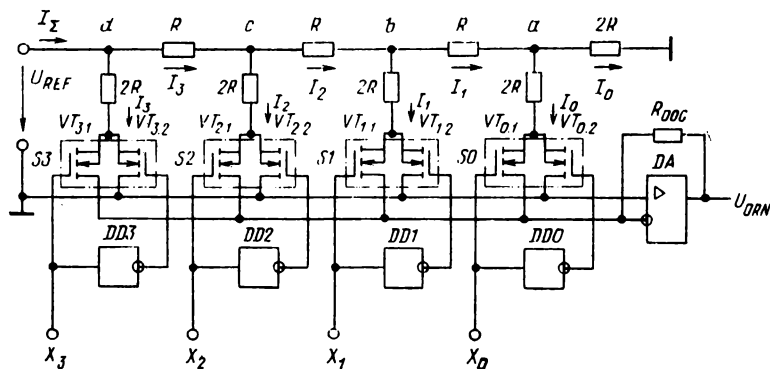 I_Σ d R c R b R a 2R
I_3 I_2 I_1 I_0
U_REF 2R 2R 2R 2R
I_3 I_2 I_1 I_0
VT_3.1 VT_3.2 VT_2.1 VT_2.2 VT_1.1 VT_1.2 VT_0.1 VT_0.2
R_OOC
S3 S2 S1 S0 DA
▷
U_ORN
DD3 DD2 DD1 DD0
X_3 X_2 X_1 X_0